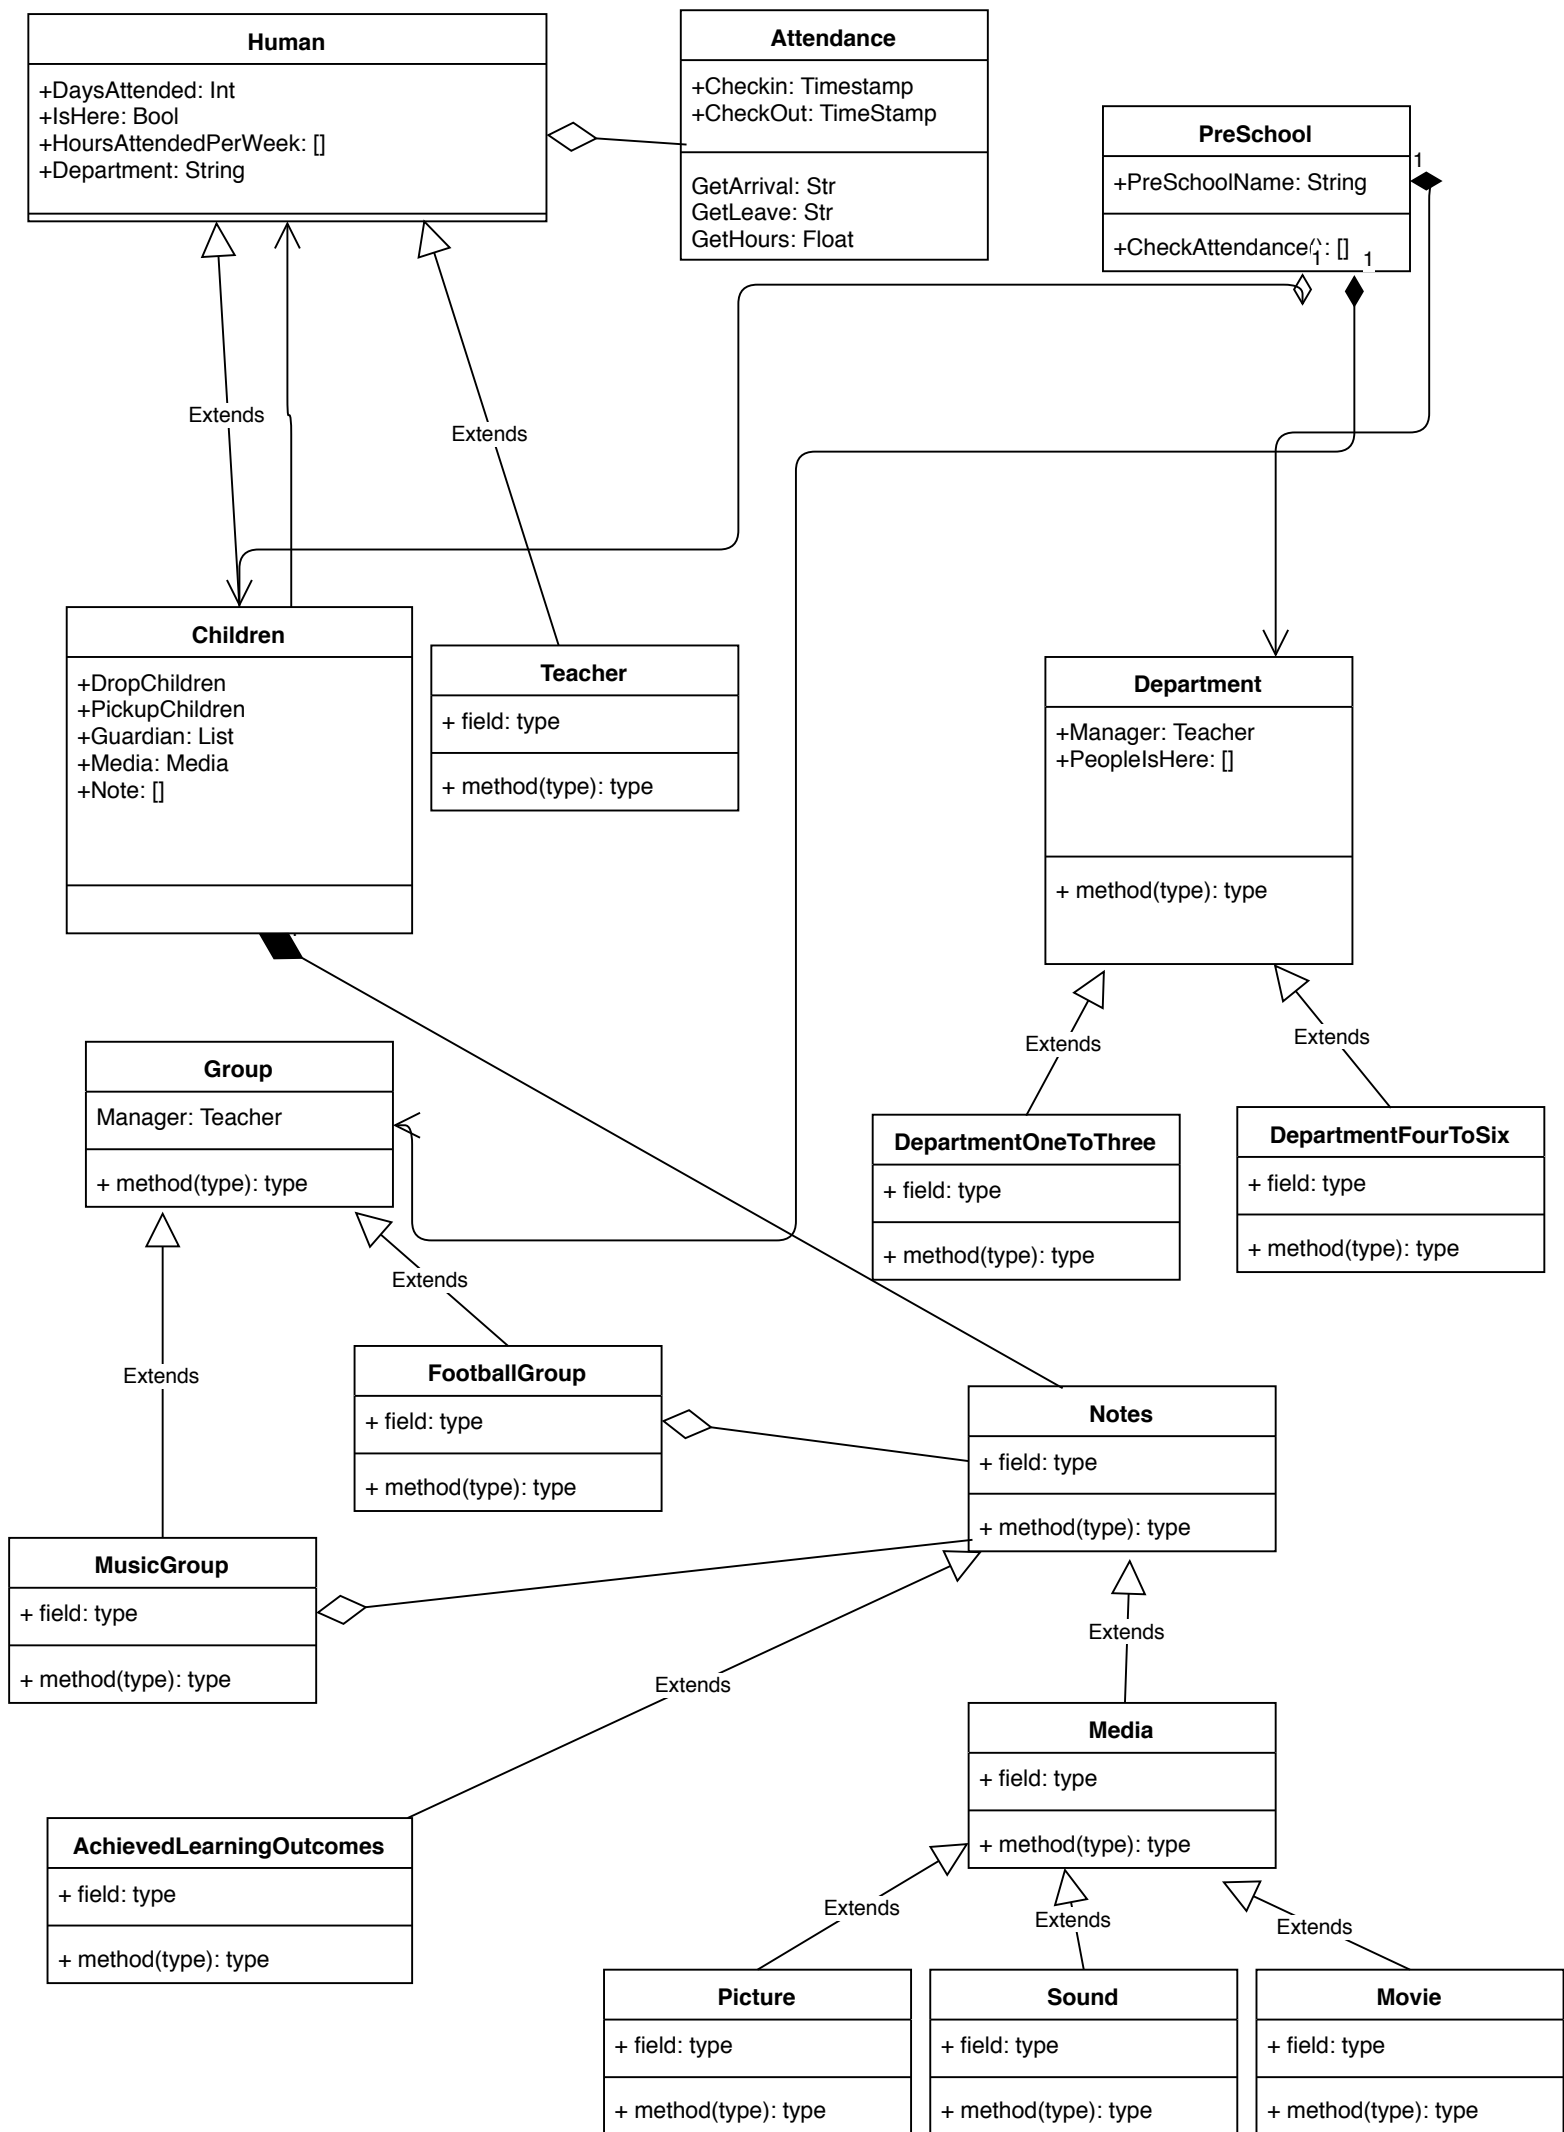 Human
+DaysAttended: Int
+IsHere: Bool
+HoursAttendedPerWeek: []
+Department: String
Attendance
+Checkin: Timestamp
+CheckOut: TimeStamp
GetArrival: Str
GetLeave: Str
GetHours: Float
PreSchool
+PreSchoolName: String
+CheckAttendance(): []
1
1
1
Extends
Extends
Children
+DropChildren
+PickupChildren
+Guardian: List
+Media: Media
+Note: []
Teacher
+ field: type
+ method(type): type
Department
+Manager: Teacher
+PeopleIsHere: []
+ method(type): type
Extends
Extends
Group
Manager: Teacher
+ method(type): type
DepartmentOneToThree
+ field: type
+ method(type): type
DepartmentFourToSix
+ field: type
+ method(type): type
Extends
Extends
FootballGroup
+ field: type
+ method(type): type
Notes
+ field: type
+ method(type): type
MusicGroup
+ field: type
+ method(type): type
Extends
Extends
Media
+ field: type
+ method(type): type
AchievedLearningOutcomes
+ field: type
+ method(type): type
Extends
Extends
Extends
Picture
+ field: type
+ method(type): type
Sound
+ field: type
+ method(type): type
Movie
+ field: type
+ method(type): type